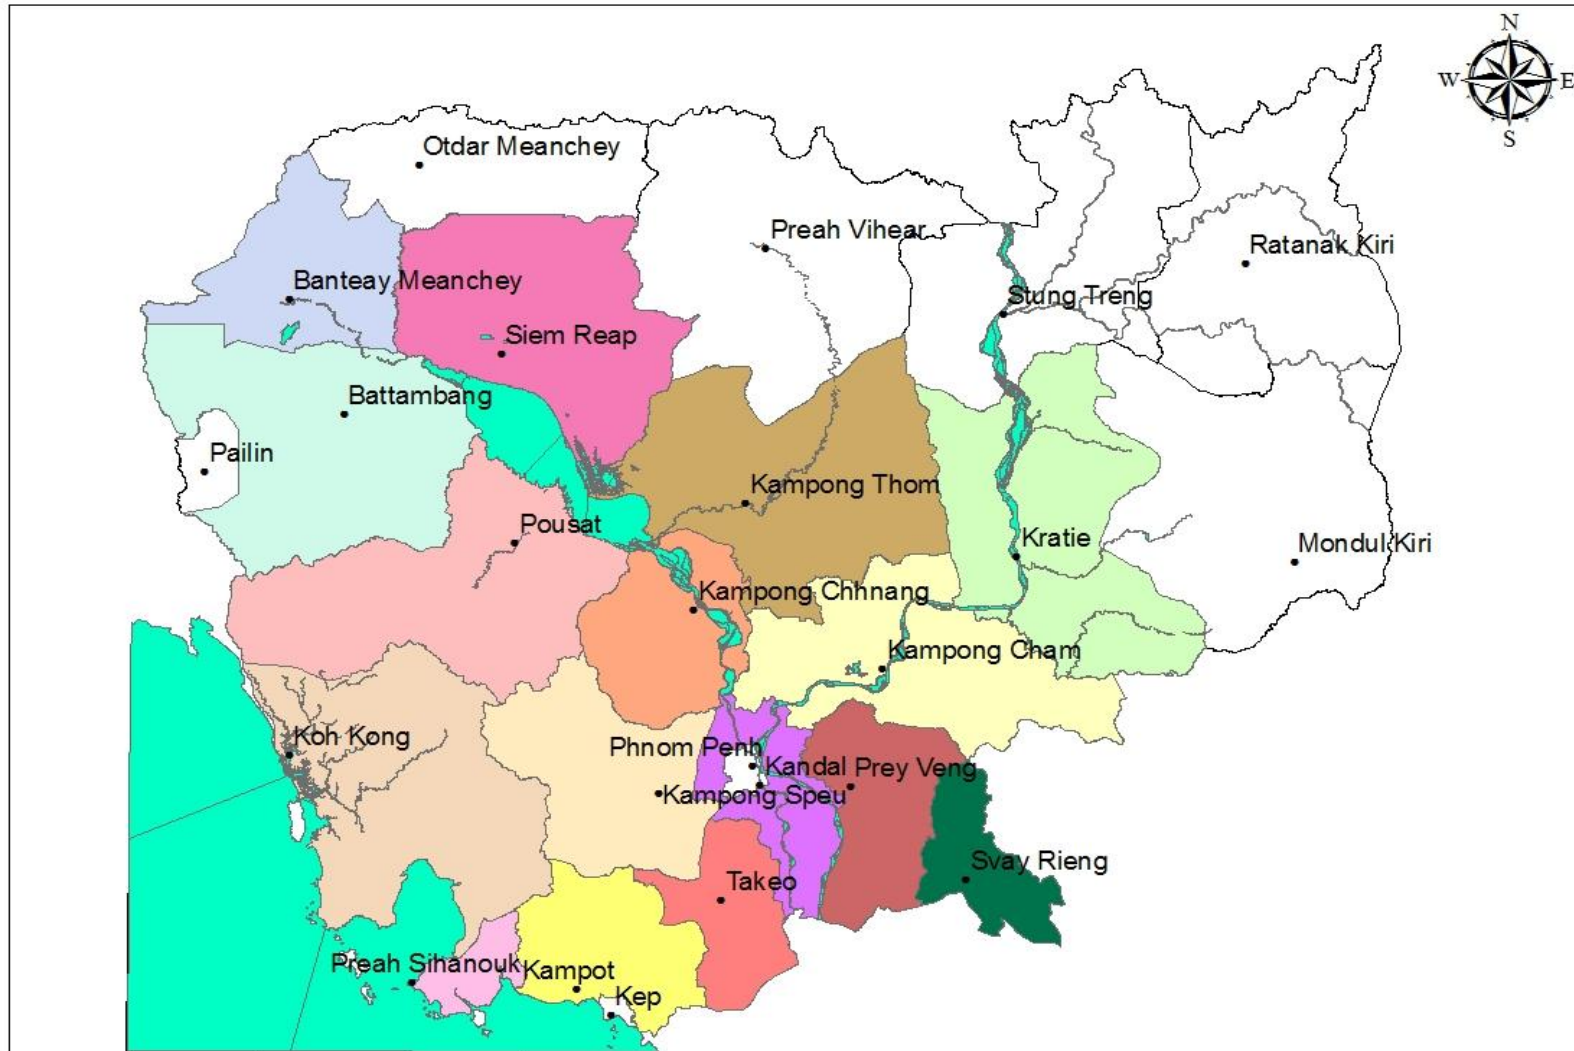 N
W E
S
Otdar Meanchey
Preah Vihear
Ratanak Kiri
Banteay Meanchey
Stung Treng
Siem Reap
Battambang
Pailin
Kampong Thom
Pousat
Kratie
Mondul Kiri
Kampong Chhnang
Kampong Cham
Koh Kong
Phnom Penh
Kandal
Prey Veng
Kampong Speu
Svay Rieng
Takeo
Preah Sihanouk
Kampot
Kep